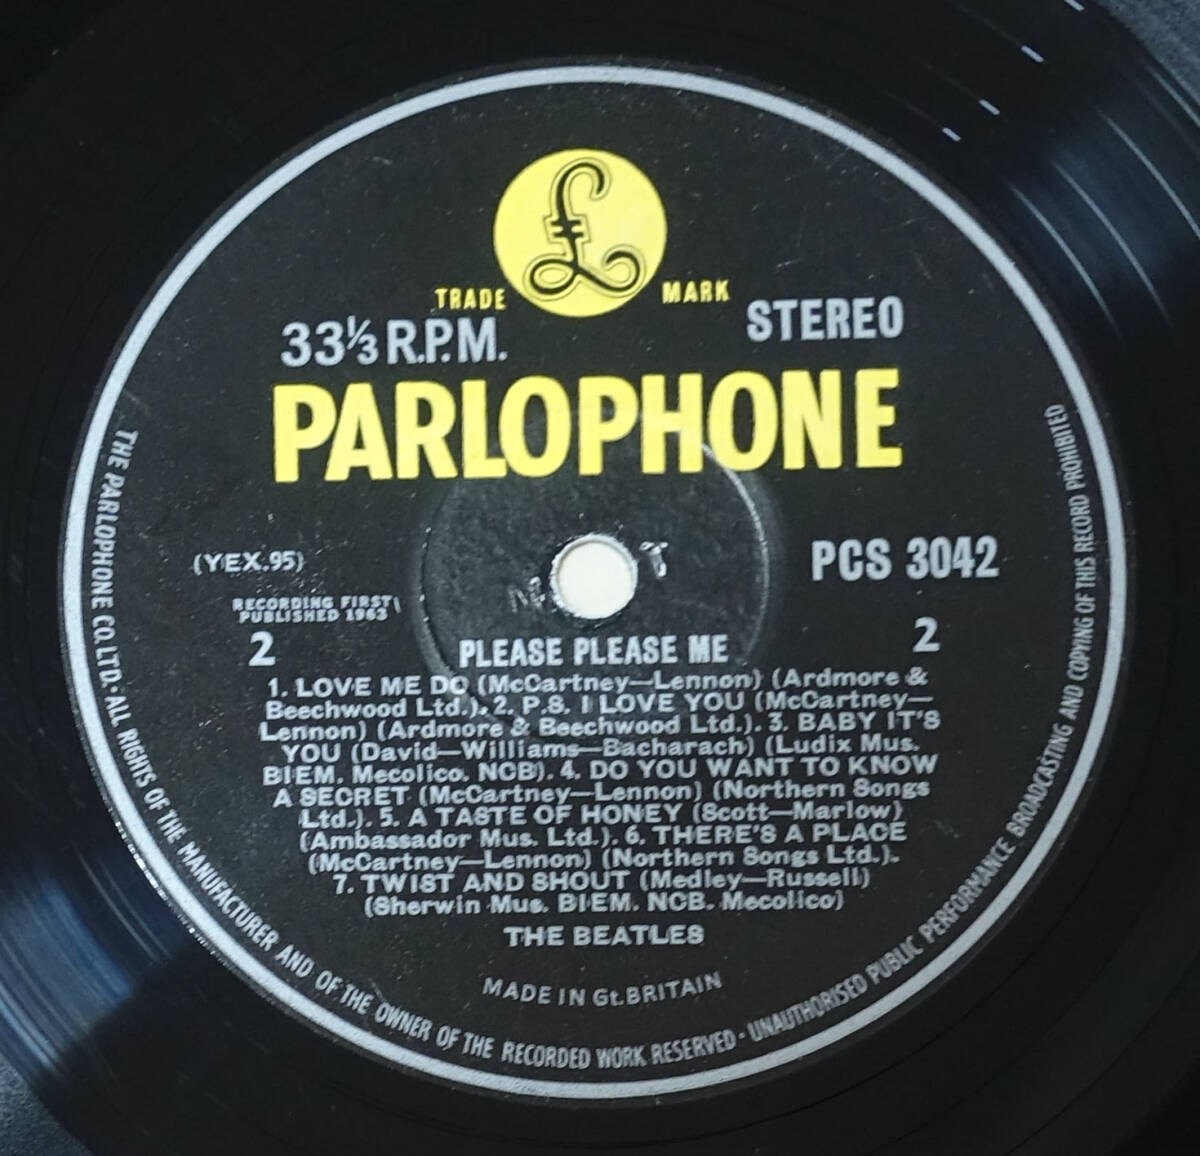 £
TRADE MARK
33⅓ R.P.M. STEREO
PARLOPHONE
(YEX.95) PCS 3042
RECORDING FIRST
PUBLISHED 1963
2 2
PLEASE PLEASE ME
1. LOVE ME DO (McCartney—Lennon) (Ardmore &
Beechwood Ltd.). 2. P.S. I LOVE YOU (McCartney—
Lennon) (Ardmore & Beechwood Ltd.). 3. BABY IT'S
YOU (David—Williams—Bacharach) (Ludix Mus.
BIEM. Mecolico. NCB). 4. DO YOU WANT TO KNOW
A SECRET (McCartney—Lennon) (Northern Songs
Ltd.). 5. A TASTE OF HONEY (Scott—Marlow)
(Ambassador Mus. Ltd.). 6. THERE'S A PLACE
(McCartney—Lennon) (Northern Songs Ltd.).
7. TWIST AND SHOUT (Medley—Russell)
(Sherwin Mus. BIEM. NCB. Mecolico)
THE BEATLES
MADE IN Gt. BRITAIN
THE PARLOPHONE CO. LTD. · ALL RIGHTS OF THE MANUFACTURER AND OF THE OWNER OF THE RECORDED WORK RESERVED · UNAUTHORISED PUBLIC PERFORMANCE BROADCASTING AND COPYING OF THIS RECORD PROHIBITED